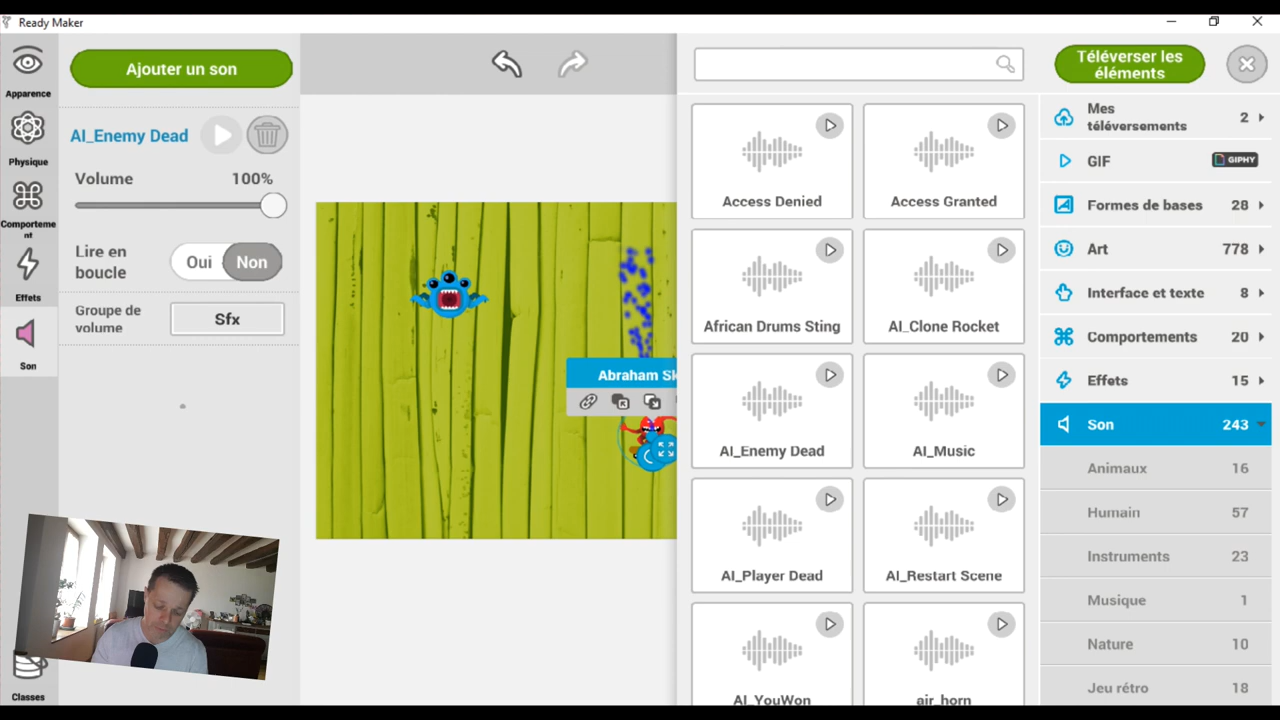 Ready Maker
Apparence
Physique
Comporteme
nt
Effets
Son
Classes
Ajouter un son
AI_Enemy Dead
Volume 100%
Lire en
boucle
Oui Non
Groupe de
volume
Sfx
Abraham Sk
Access Denied
Access Granted
African Drums Sting
AI_Clone Rocket
AI_Enemy Dead
AI_Music
AI_Player Dead
AI_Restart Scene
AI_YouWon
air_horn
Téléverser les
éléments
Mes
téléversements 2
GIF GIPHY
Formes de bases 28
Art 778
Interface et texte 8
Comportements 20
Effets 15
Son 243
Animaux 16
Humain 57
Instruments 23
Musique 1
Nature 10
Jeu rétro 18